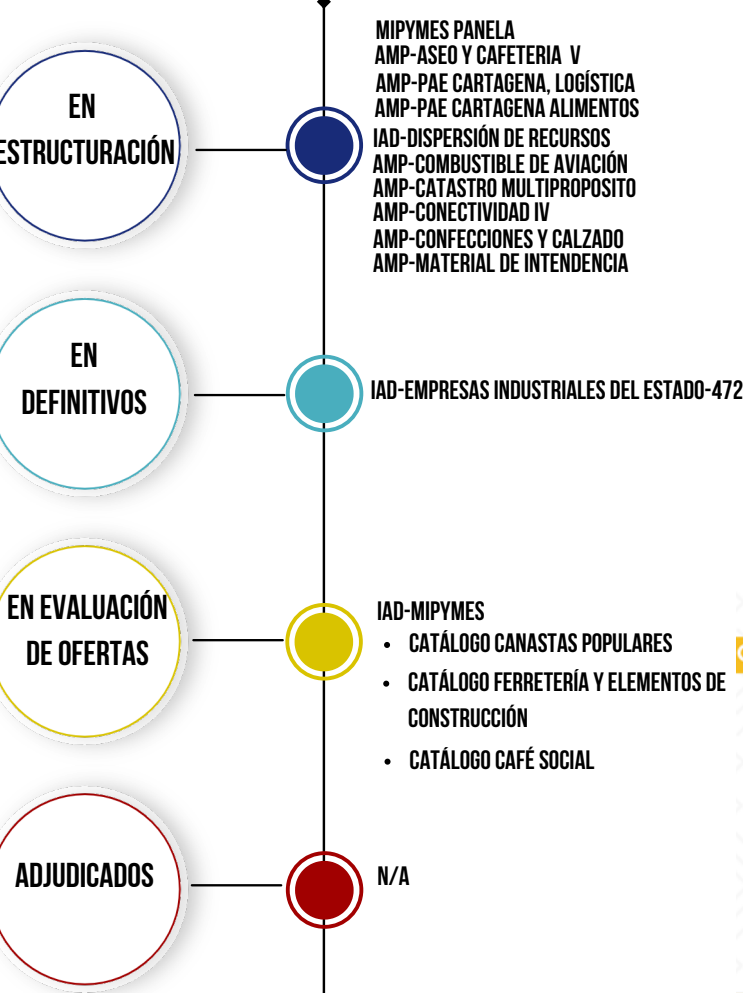 EN
ESTRUCTURACIÓN
MIPYMES PANELA
AMP-ASEO Y CAFETERIA V
AMP-PAE CARTAGENA, LOGÍSTICA
AMP-PAE CARTAGENA ALIMENTOS
IAD-DISPERSIÓN DE RECURSOS
AMP-COMBUSTIBLE DE AVIACIÓN
AMP-CATASTRO MULTIPROPOSITO
AMP-CONECTIVIDAD IV
AMP-CONFECCIONES Y CALZADO
AMP-MATERIAL DE INTENDENCIA
EN
DEFINITIVOS
IAD-EMPRESAS INDUSTRIALES DEL ESTADO-472
EN EVALUACIÓN
DE OFERTAS
IAD-MIPYMES
• CATÁLOGO CANASTAS POPULARES
• CATÁLOGO FERRETERÍA Y ELEMENTOS DE
CONSTRUCCIÓN
• CATÁLOGO CAFÉ SOCIAL
ADJUDICADOS
N/A